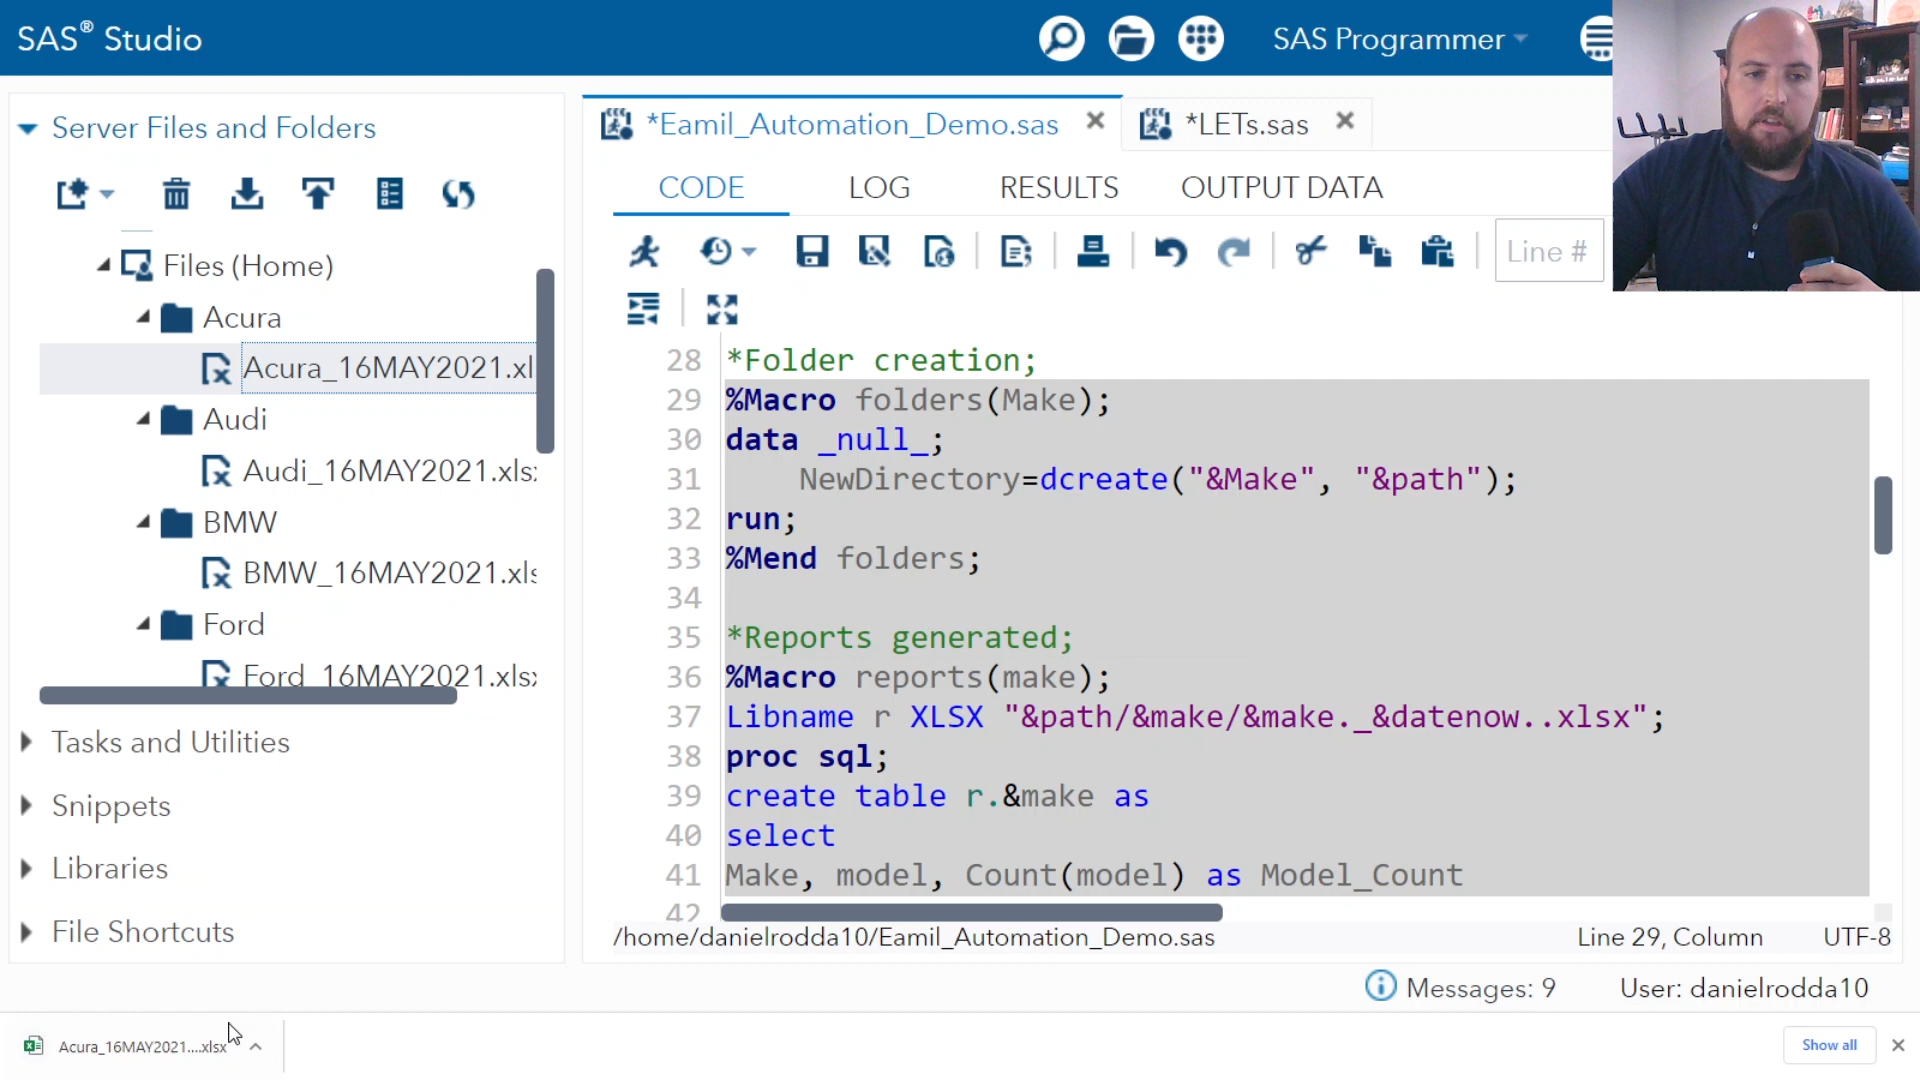 SAS® Studio
SAS Programmer
Server Files and Folders
Files (Home)
Acura
Acura_16MAY2021.xl
Audi
Audi_16MAY2021.xls
BMW
BMW_16MAY2021.xls
Ford
Ford_16MAY2021.xls
Tasks and Utilities
Snippets
Libraries
File Shortcuts
*Eamil_Automation_Demo.sas
*LETs.sas
CODE LOG RESULTS OUTPUT DATA
Line #
28 *Folder creation;
29 %Macro folders(Make);
30 data _null_;
31 NewDirectory=dcreate("&Make", "&path");
32 run;
33 %Mend folders;
34
35 *Reports generated;
36 %Macro reports(make);
37 Libname r XLSX "&path/&make/&make._&datenow..xlsx";
38 proc sql;
39 create table r.&make as
40 select
41 Make, model, Count(model) as Model_Count
42
/home/danielrodda10/Eamil_Automation_Demo.sas
Line 29, Column
UTF-8
Messages: 9
User: danielrodda10
Acura_16MAY2021....xlsx
Show all